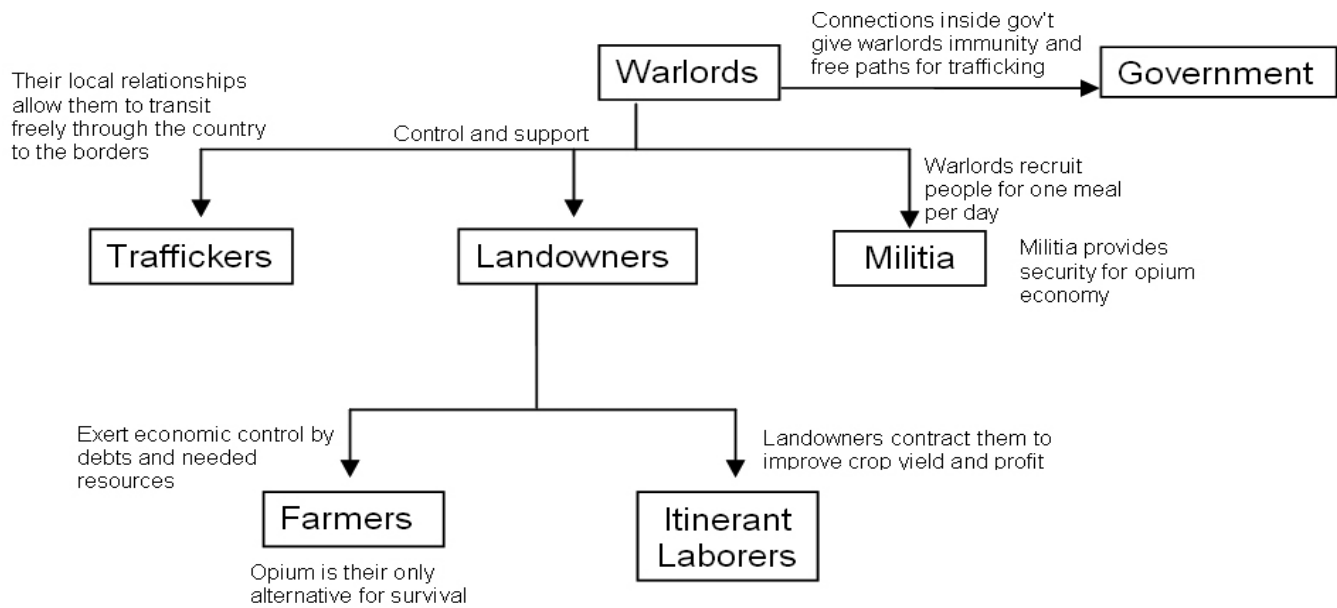 Connections inside gov't
give warlords immunity and
free paths for trafficking
Warlords
Government
Their local relationships
allow them to transit
freely through the country
to the borders
Control and support
Warlords recruit
people for one meal
per day
Traffickers
Landowners
Militia
Militia provides
security for opium
economy
Exert economic control by
debts and needed
resources
Landowners contract them to
improve crop yield and profit
Farmers
Itinerant
Laborers
Opium is their only
alternative for survival